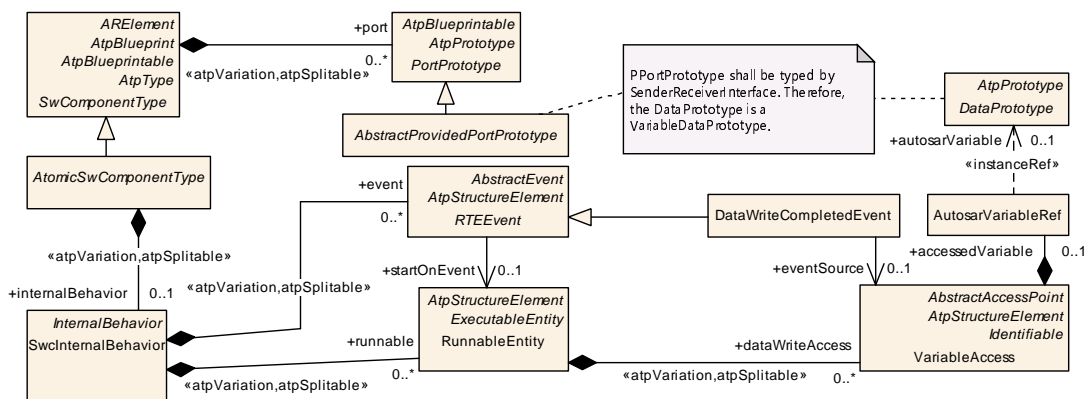 ARElement
AtpBlueprint
AtpBlueprintable
AtpType
SwComponentType
+port
0..*
«atpVariation,atpSplitable»
AtpBlueprintable
AtpPrototype
PortPrototype
AbstractProvidedPortPrototype
PPortPrototype shall be typed by
SenderReceiverInterface. Therefore,
the DataPrototype is a
VariableDataPrototype.
AtpPrototype
DataPrototype
+autosarVariable
0..1
«instanceRef»
AtomicSwComponentType
+event
0..*
AbstractEvent
AtpStructureElement
RTEEvent
DataWriteCompletedEvent
AutosarVariableRef
«atpVariation,atpSplitable»
+accessedVariable
0..1
+startOnEvent
0..1
+eventSource
0..1
«atpVariation,atpSplitable»
+internalBehavior
0..1
InternalBehavior
SwcInternalBehavior
+runnable
0..*
«atpVariation,atpSplitable»
AtpStructureElement
ExecutableEntity
RunnableEntity
+dataWriteAccess
0..*
«atpVariation,atpSplitable»
AbstractAccessPoint
AtpStructureElement
Identifiable
VariableAccess